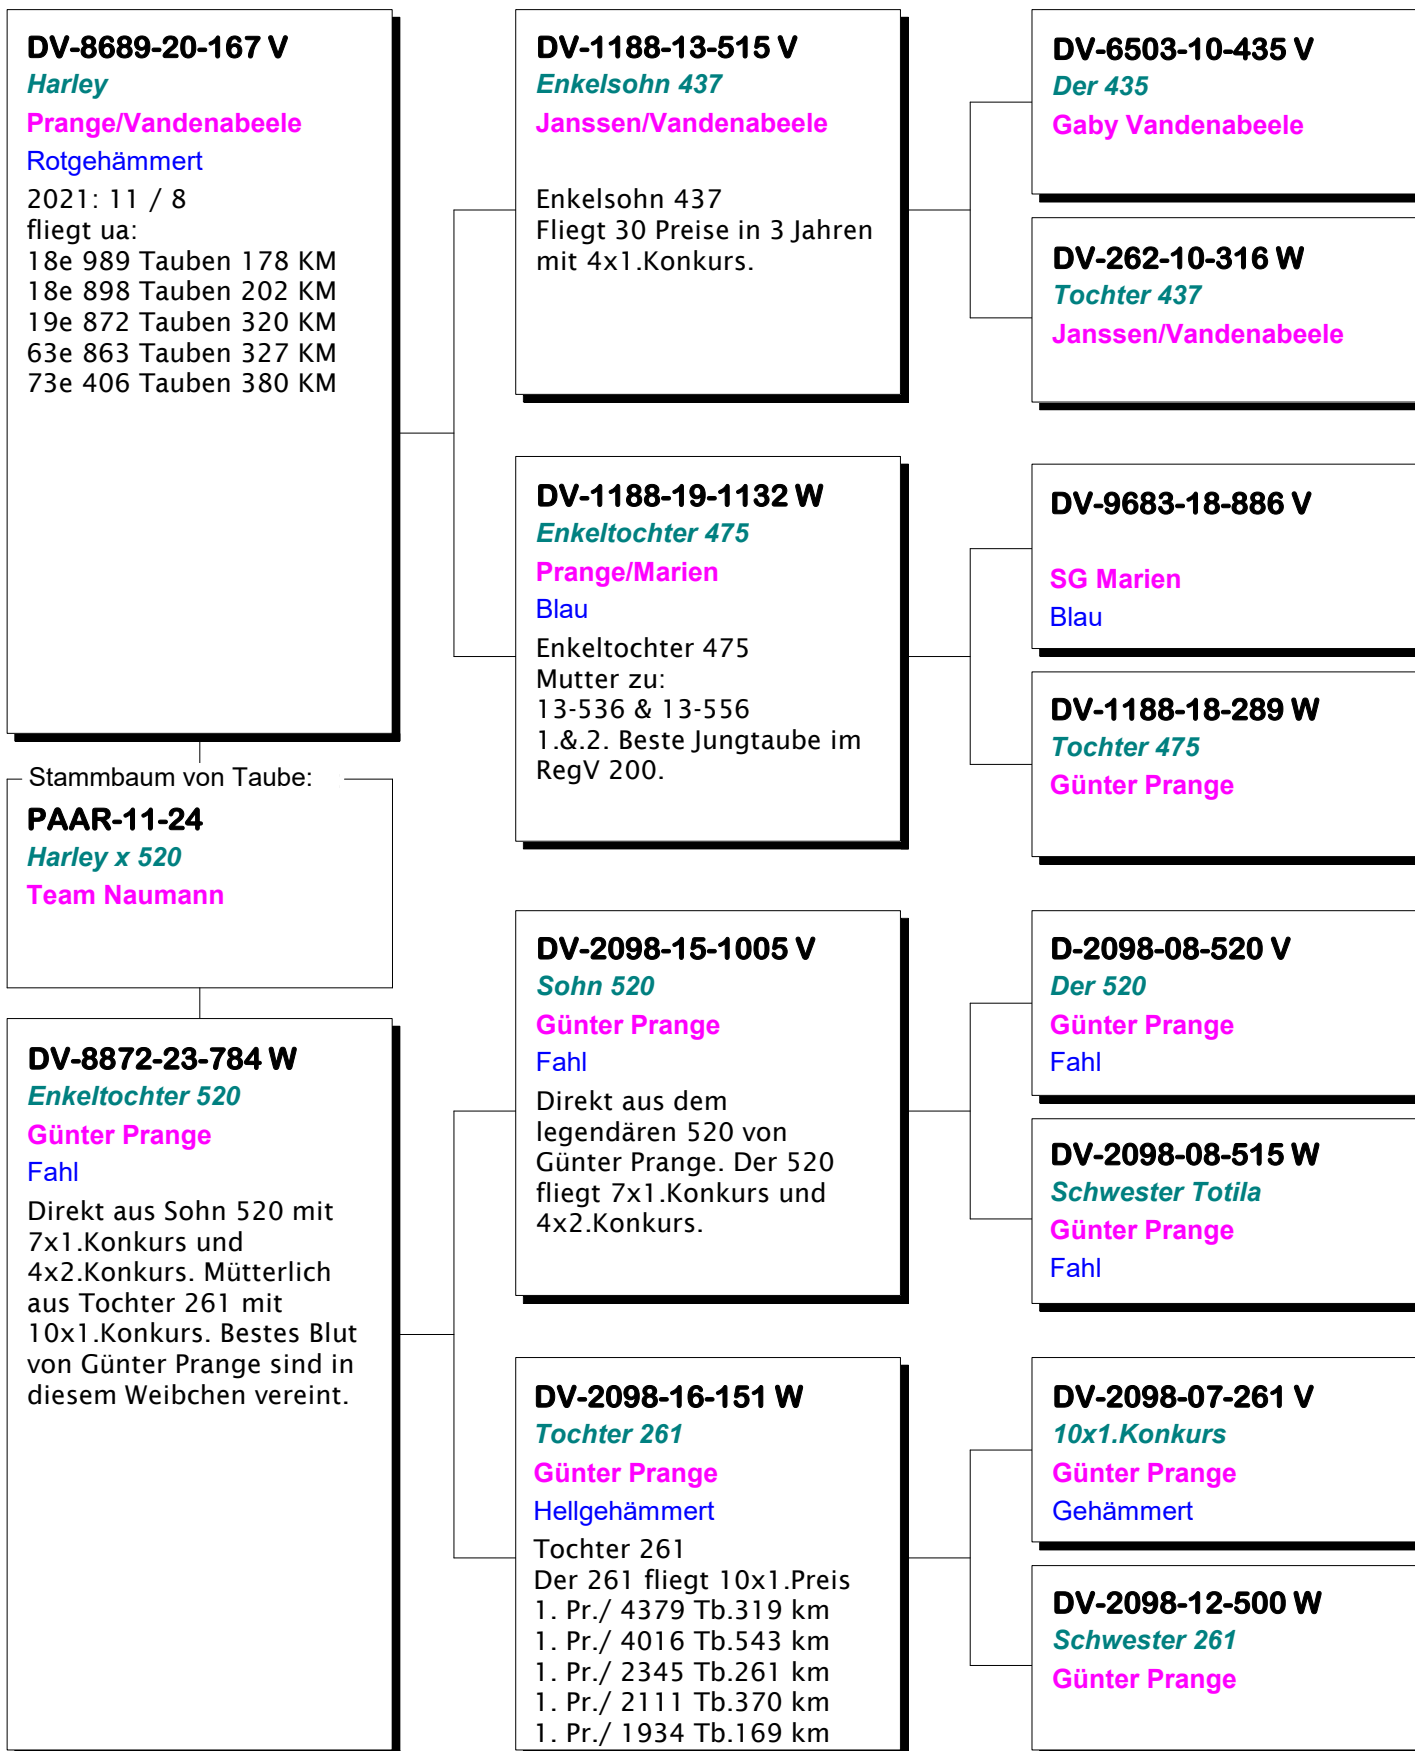 DV-8689-20-167 V
Harley
Prange/Vandenabeele
Rotgehämmert
2021: 11 / 8
fliegt ua:
18e 989 Tauben 178 KM
18e 898 Tauben 202 KM
19e 872 Tauben 320 KM
63e 863 Tauben 327 KM
73e 406 Tauben 380 KM
Stammbaum von Taube:
PAAR-11-24
Harley x 520
Team Naumann
DV-8872-23-784 W
Enkeltochter 520
Günter Prange
Fahl
Direkt aus Sohn 520 mit
7x1.Konkurs und
4x2.Konkurs. Mütterlich
aus Tochter 261 mit
10x1.Konkurs. Bestes Blut
von Günter Prange sind in
diesem Weibchen vereint.
DV-1188-13-515 V
Enkelsohn 437
Janssen/Vandenabeele
Enkelsohn 437
Fliegt 30 Preise in 3 Jahren
mit 4x1.Konkurs.
DV-1188-19-1132 W
Enkeltochter 475
Prange/Marien
Blau
Enkeltochter 475
Mutter zu:
13-536 & 13-556
1.&.2. Beste Jungtaube im
RegV 200.
DV-2098-15-1005 V
Sohn 520
Günter Prange
Fahl
Direkt aus dem
legendären 520 von
Günter Prange. Der 520
fliegt 7x1.Konkurs und
4x2.Konkurs.
DV-2098-16-151 W
Tochter 261
Günter Prange
Hellgehämmert
Tochter 261
Der 261 fliegt 10x1.Preis
1. Pr./ 4379 Tb.319 km
1. Pr./ 4016 Tb.543 km
1. Pr./ 2345 Tb.261 km
1. Pr./ 2111 Tb.370 km
1. Pr./ 1934 Tb.169 km
DV-6503-10-435 V
Der 435
Gaby Vandenabeele
DV-262-10-316 W
Tochter 437
Janssen/Vandenabeele
DV-9683-18-886 V
SG Marien
Blau
DV-1188-18-289 W
Tochter 475
Günter Prange
D-2098-08-520 V
Der 520
Günter Prange
Fahl
DV-2098-08-515 W
Schwester Totila
Günter Prange
Fahl
DV-2098-07-261 V
10x1.Konkurs
Günter Prange
Gehämmert
DV-2098-12-500 W
Schwester 261
Günter Prange